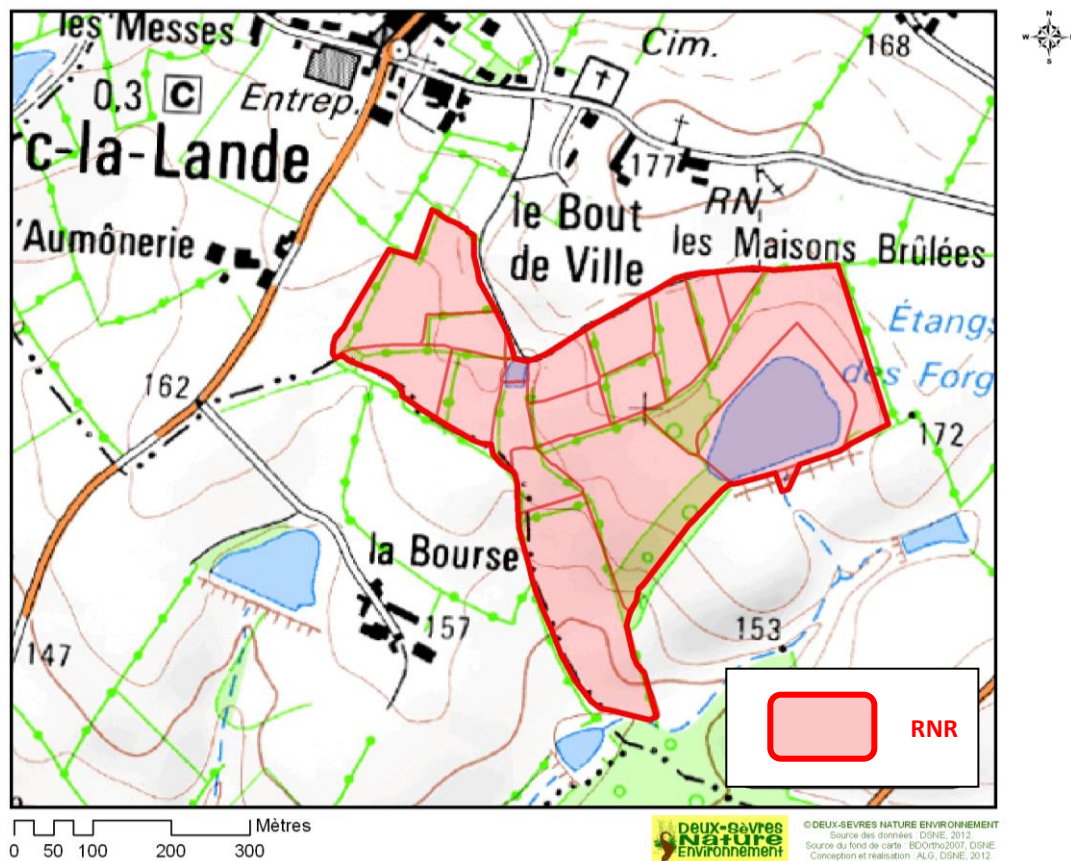 N
W
S
les Messes
Cim.
168
0,3 C
Entrep.
c-la-Lande
177
RN
le Bout
de Ville
les Maisons Brûlées
'Aumônerie
Étangs
des Forg
162
172
la Bourse
157
153
147
RNR
Mètres
0 50 100 200 300
DEUX-SÈVRES
Nature
ENVIRONNEMENT
©DEUX-SEVRES NATURE ENVIRONNEMENT
Source des données : DSNE, 2012.
Source du fond de carte : BDOrtho2007, DSNE.
Conception et réalisation : ALG, DSNE, 2012.